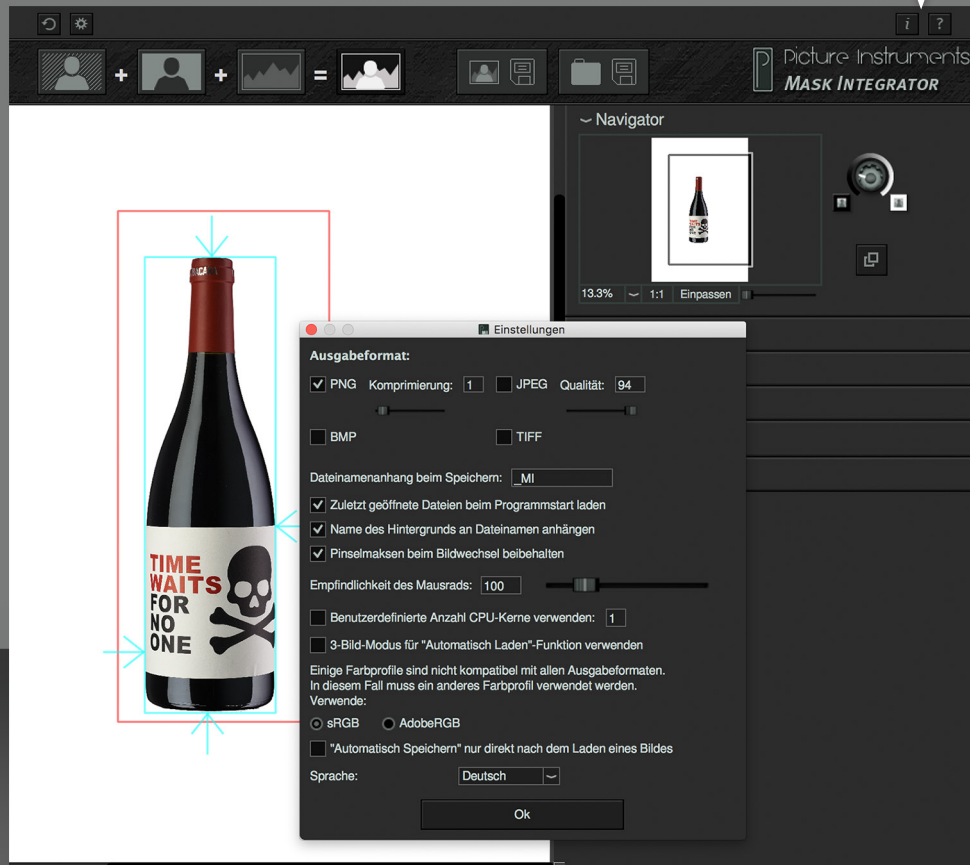 i ?
+ + =
Picture Instruments
MASK INTEGRATOR
Navigator
13.3% 1:1 Einpassen
Einstellungen
Ausgabeformat:
PNG Komprimierung: 1 JPEG Qualität: 94
BMP TIFF
Dateinamenanhang beim Speichern: _MI
Zuletzt geöffnete Dateien beim Programmstart laden
Name des Hintergrunds an Dateinamen anhängen
Pinselmaksen beim Bildwechsel beibehalten
Empfindlichkeit des Mausrads: 100
Benutzerdefinierte Anzahl CPU-Kerne verwenden: 1
3-Bild-Modus für "Automatisch Laden"-Funktion verwenden
Einige Farbprofile sind nicht kompatibel mit allen Ausgabeformaten.
In diesem Fall muss ein anderes Farbprofil verwendet werden.
Verwende:
sRGB AdobeRGB
"Automatisch Speichern" nur direkt nach dem Laden eines Bildes
Sprache: Deutsch
Ok
TIME
WAITS
FOR
NO
ONE